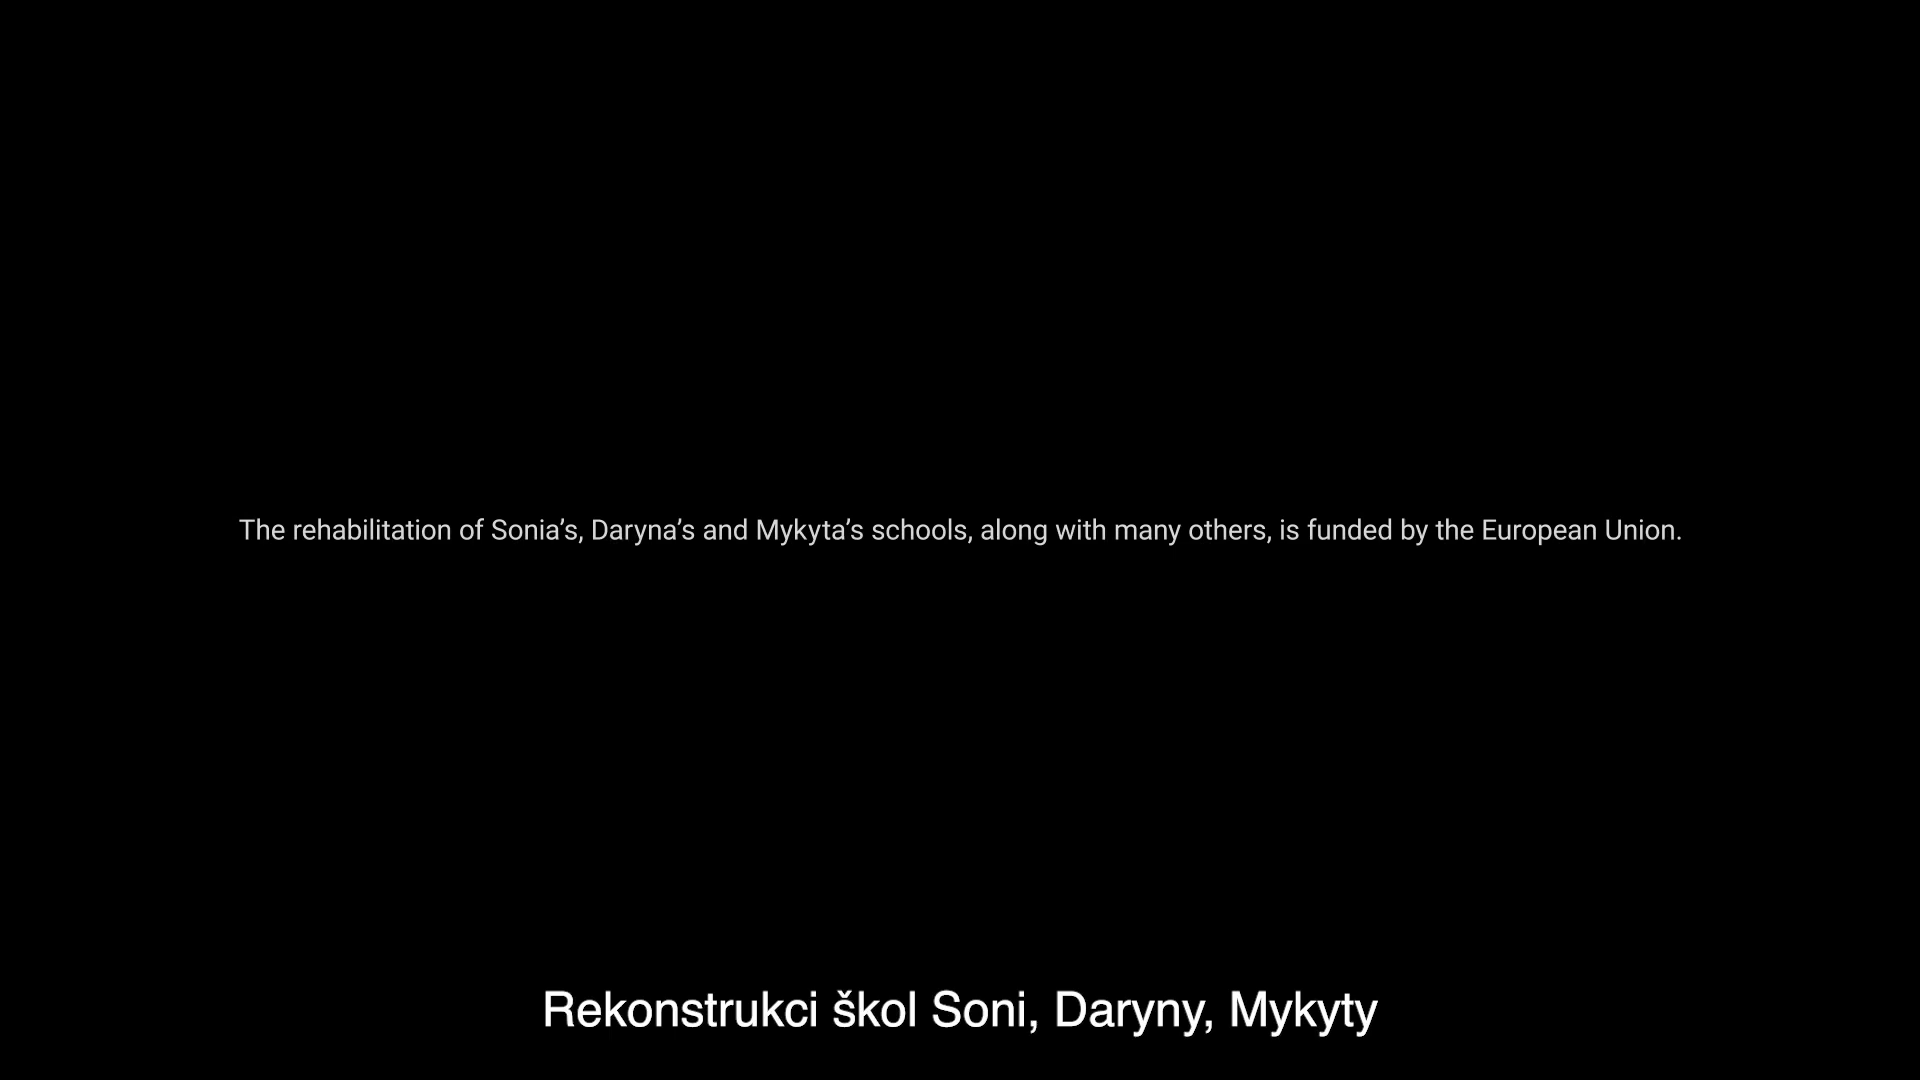 The rehabilitation of Sonia’s, Daryna’s and Mykyta’s schools, along with many others, is funded by the European Union.
Rekonstrukci škol Soni, Daryny, Mykyty